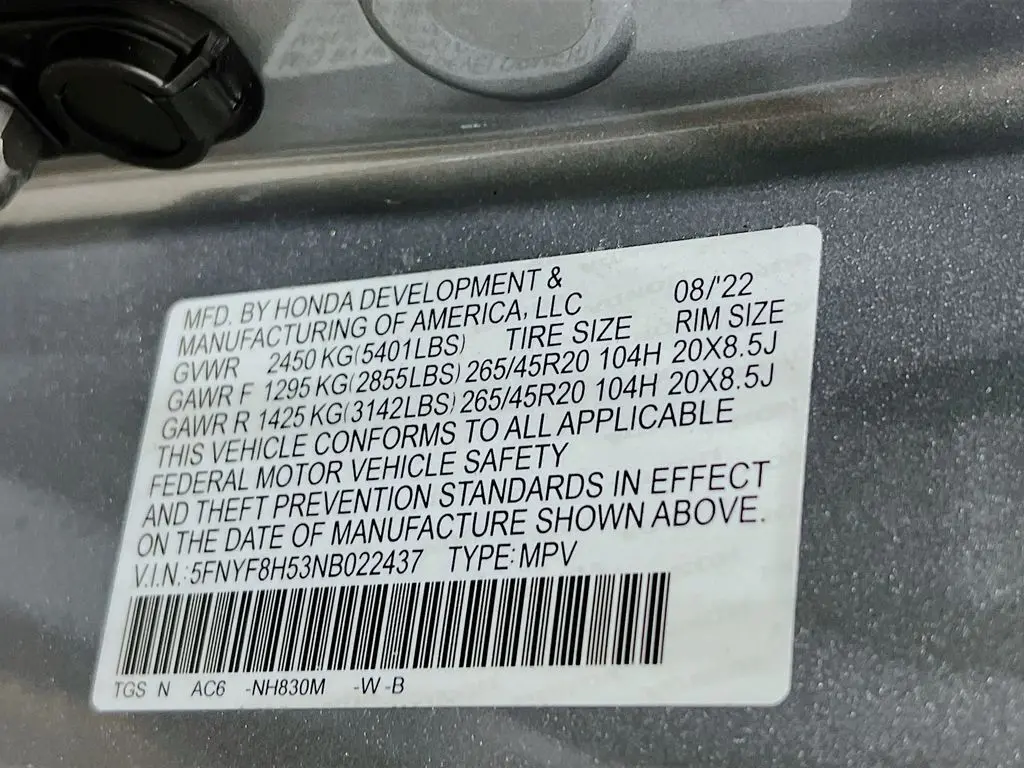 MFD. BY HONDA DEVELOPMENT &
MANUFACTURING OF AMERICA, LLC 08/'22
GVWR 2450 KG(5401LBS) TIRE SIZE RIM SIZE
GAWR F 1295 KG(2855LBS) 265/45R20 104H 20X8.5J
GAWR R 1425 KG(3142LBS) 265/45R20 104H 20X8.5J
THIS VEHICLE CONFORMS TO ALL APPLICABLE
FEDERAL MOTOR VEHICLE SAFETY
AND THEFT PREVENTION STANDARDS IN EFFECT
ON THE DATE OF MANUFACTURE SHOWN ABOVE.
V.I.N.: 5FNYF8H53NB022437 TYPE: MPV
TGS N AC6 -NH830M -W -B